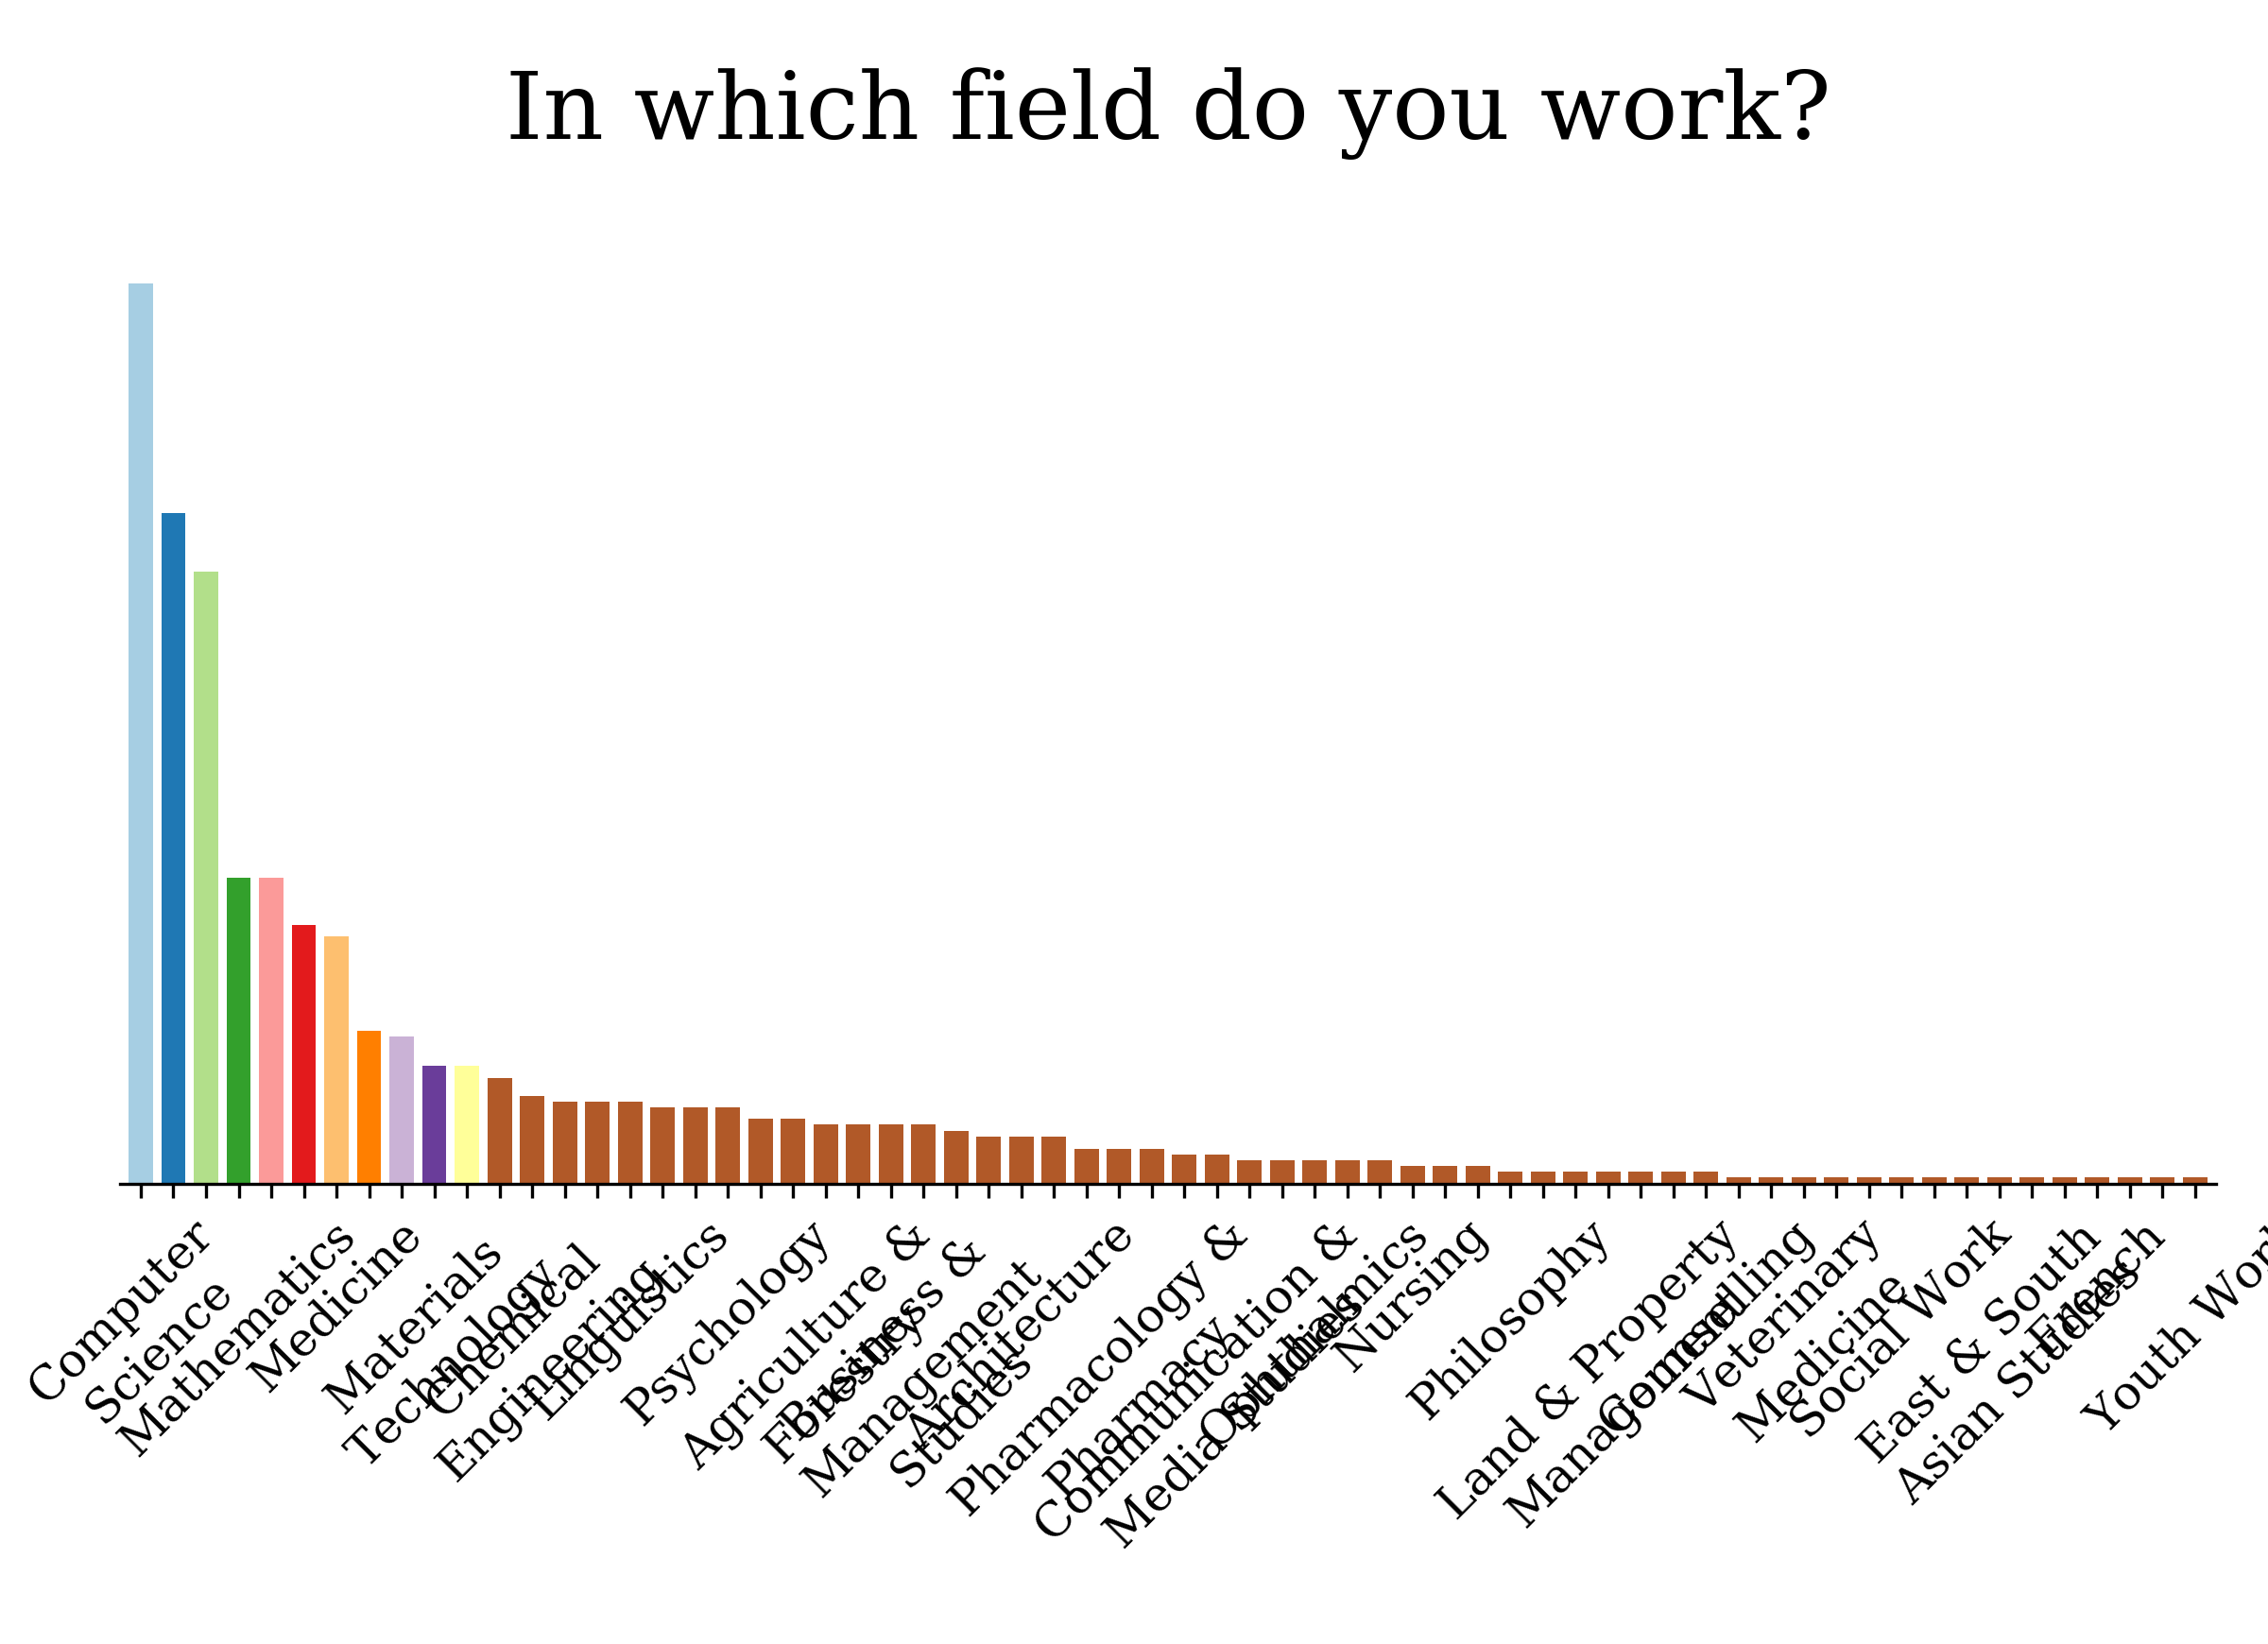 In which field do you work?
Computer
Science
Mathematics
Medicine
Materials
Technology
Chemical
Engineering
Linguistics
Psychology
Agriculture &
Forestry
Business &
Management
Studies
Architecture
Pharmacology &
Pharmacy
Communication &
Media Studies
Nursing
Philosophy
Land & Property
Management
Counselling
Veterinary
Medicine
Social Work
East & South
Asian Studies
French
Youth Wor